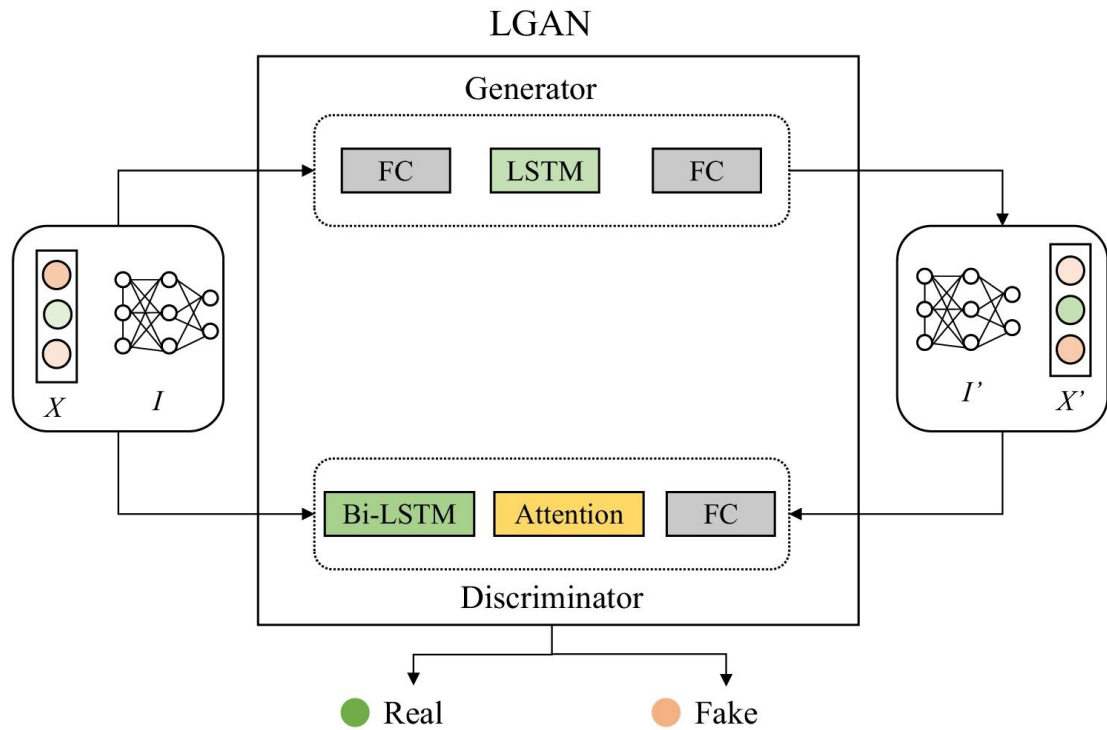 LGAN
Generator
FC LSTM FC
X I
I’ X’
Bi-LSTM Attention FC
Discriminator
Real Fake